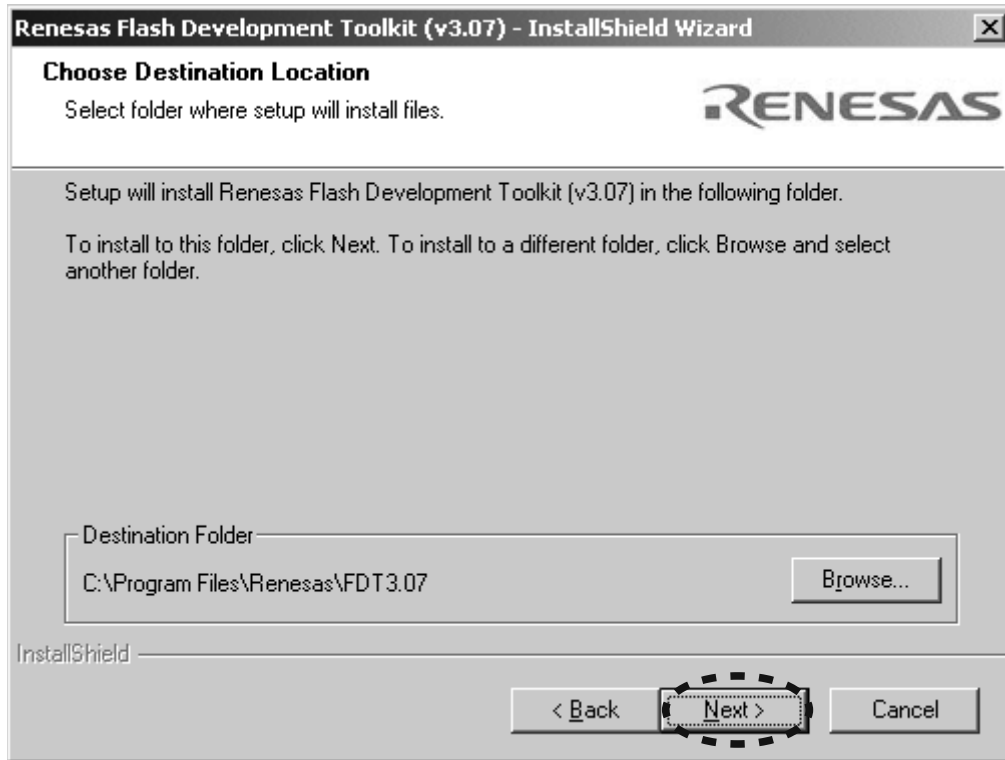 Renesas Flash Development Toolkit (v3.07) - InstallShield Wizard
Choose Destination Location
Select folder where setup will install files.
RENESAS
Setup will install Renesas Flash Development Toolkit (v3.07) in the following folder.
To install to this folder, click Next. To install to a different folder, click Browse and select
another folder.
Destination Folder
C:\Program Files\Renesas\FDT3.07
Browse...
InstallShield
< Back
Next >
Cancel